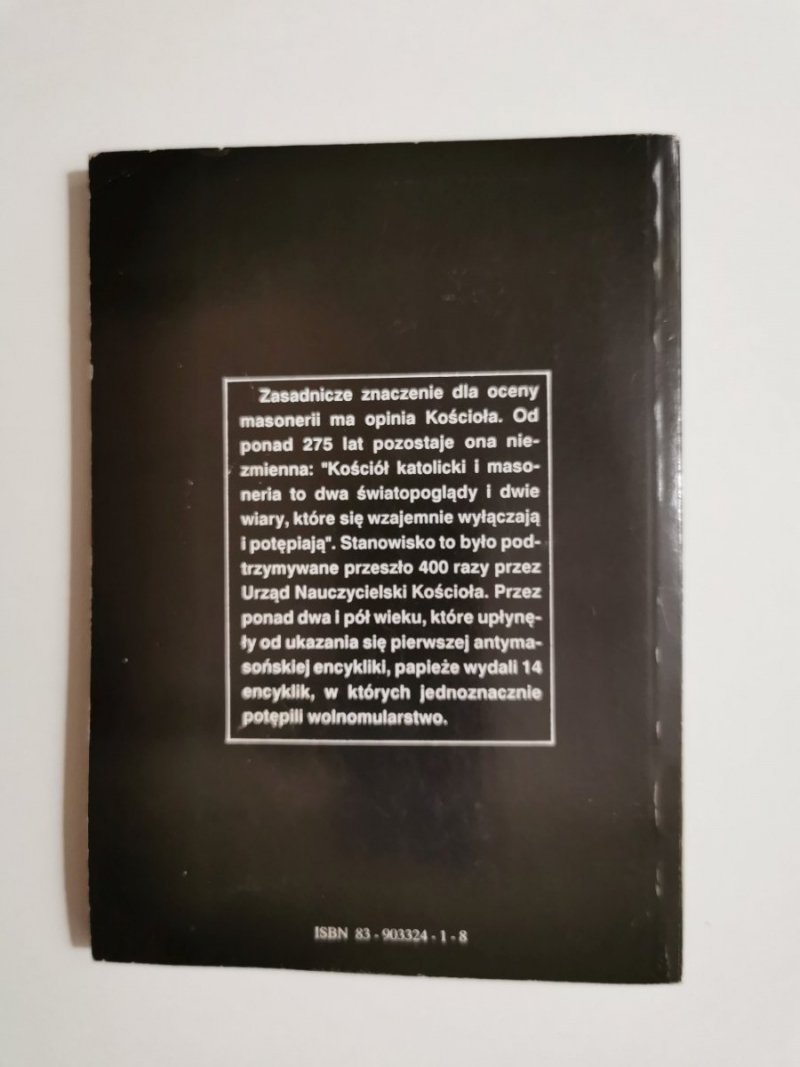 Zasadnicze znaczenie dla oceny
masonerii ma opinia Kościoła. Od
ponad 275 lat pozostaje ona nie-
zmienna: "Kościół katolicki i maso-
neria to dwa światopoglądy i dwie
wiary, które się wzajemnie wyłączają
i potępiają". Stanowisko to było pod-
trzymywane przeszło 400 razy przez
Urząd Nauczycielski Kościoła. Przez
ponad dwa i pół wieku, które upłynę-
ły od ukazania się pierwszej antyma-
sońskiej encykliki, papieże wydali 14
encyklik, w których jednoznacznie
potępili wolnomularstwo.
ISBN 83 - 903324 - 1 - 8